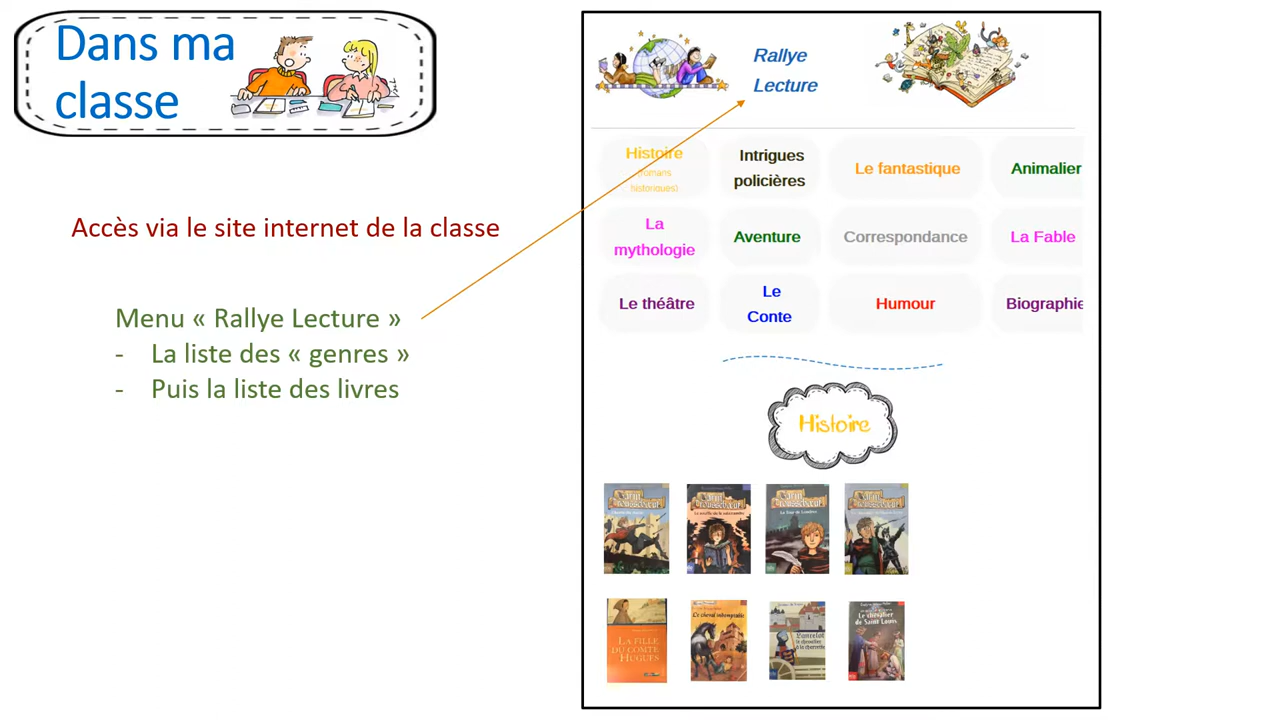 Dans ma
classe
Accès via le site internet de la classe
Menu « Rallye Lecture »
- La liste des « genres »
- Puis la liste des livres
Rallye
Lecture
Histoire
(romans
historiques)
Intrigues
policières
Le fantastique
Animalier
La
mythologie
Aventure
Correspondance
La Fable
Le théâtre
Le
Conte
Humour
Biographie
Histoire
LA FILLE
DU COMTE
HUGUES
Le cheval indomptable
Lancelot
le chevalier
à la charrette
Le chevalier
de Saint Louis